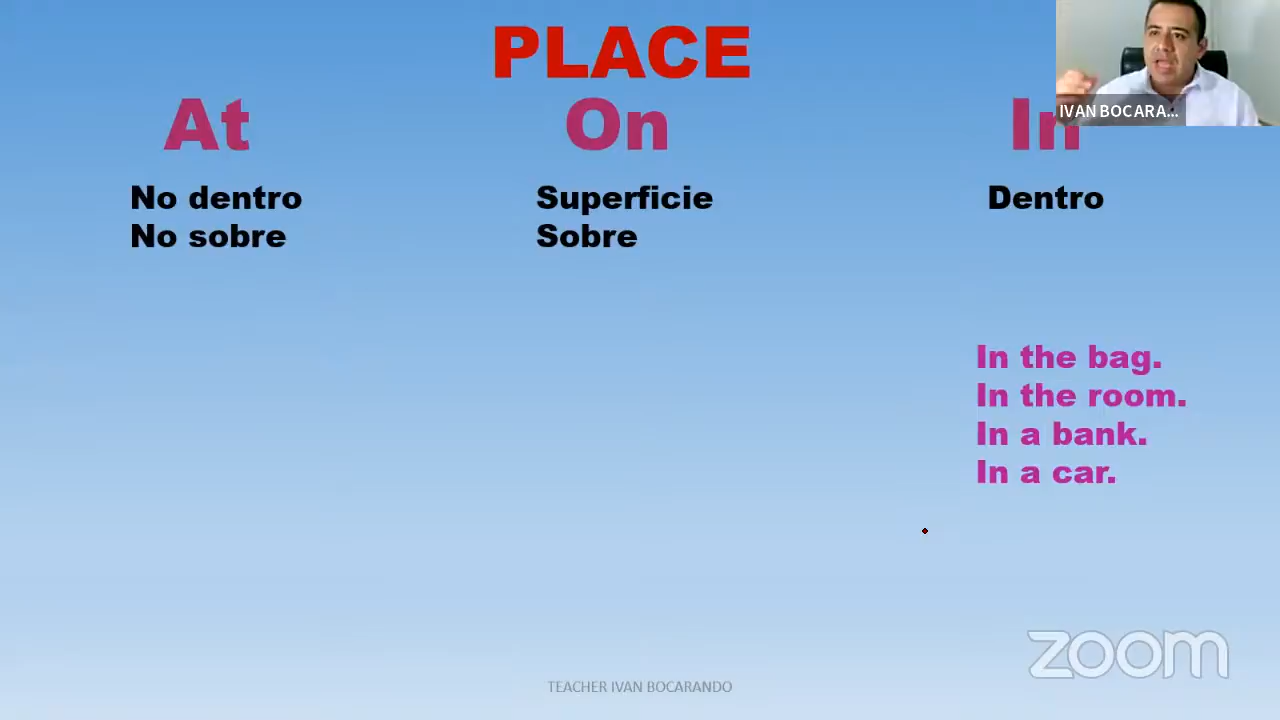 PLACE
At
On
In
IVAN BOCARA...
No dentro
No sobre
Superficie
Sobre
Dentro
In the bag.
In the room.
In a bank.
In a car.
zoom
TEACHER IVAN BOCARANDO